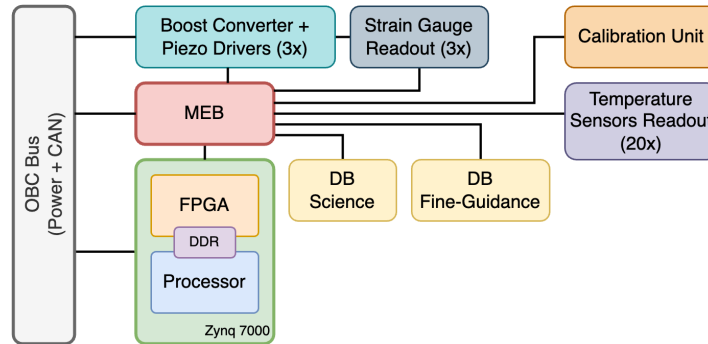 OBC Bus
(Power + CAN)
Boost Converter +
Piezo Drivers (3x)
Strain Gauge
Readout (3x)
Calibration Unit
MEB
Temperature
Sensors Readout
(20x)
DB
Science
DB
Fine-Guidance
FPGA
DDR
Processor
Zynq 7000